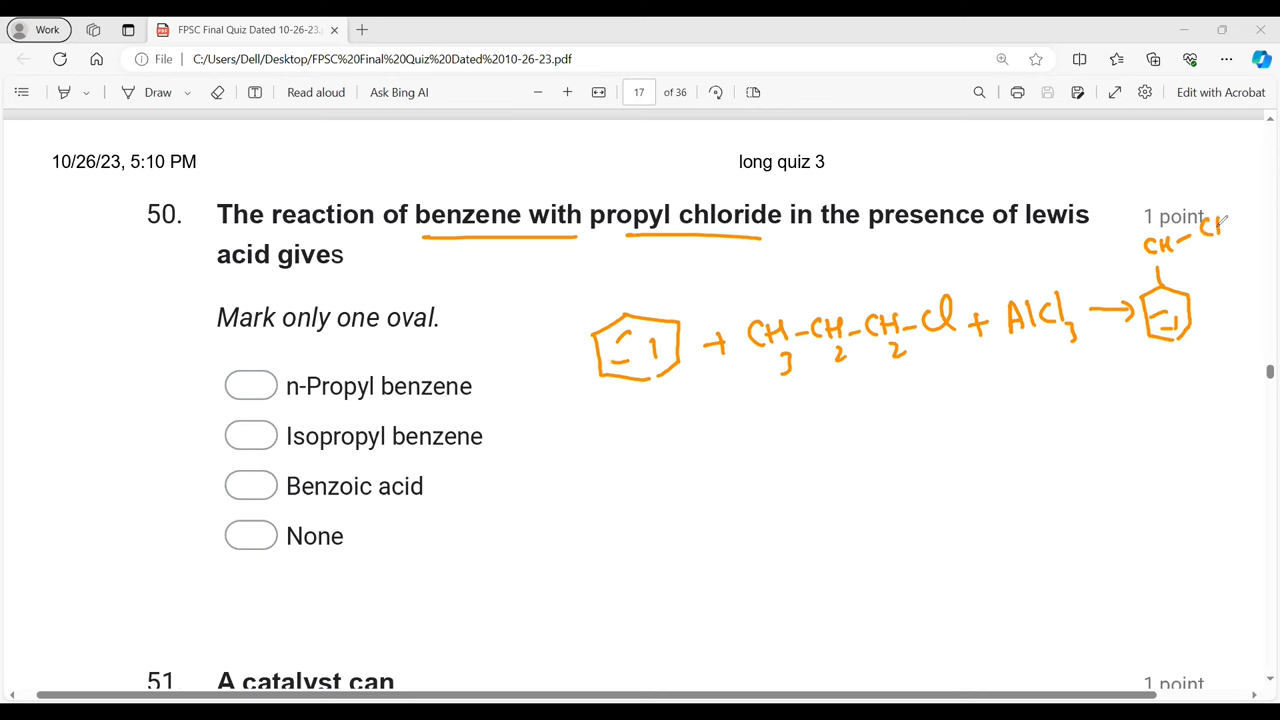 Work
FPSC Final Quiz Dated 10-26-23.
File
C:/Users/Dell/Desktop/FPSC%20Final%20Quiz%20Dated%2010-26-23.pdf
Draw
Read aloud
Ask Bing AI
17 of 36
Edit with Acrobat
10/26/23, 5:10 PM
long quiz 3
50. The reaction of benzene with propyl chloride in the presence of lewis
acid gives
1 point
Mark only one oval.
+ CH3-CH2-CH2-Cl + AlCl3 →
CH-
n-Propyl benzene
Isopropyl benzene
Benzoic acid
None
51. A catalyst can
1 point